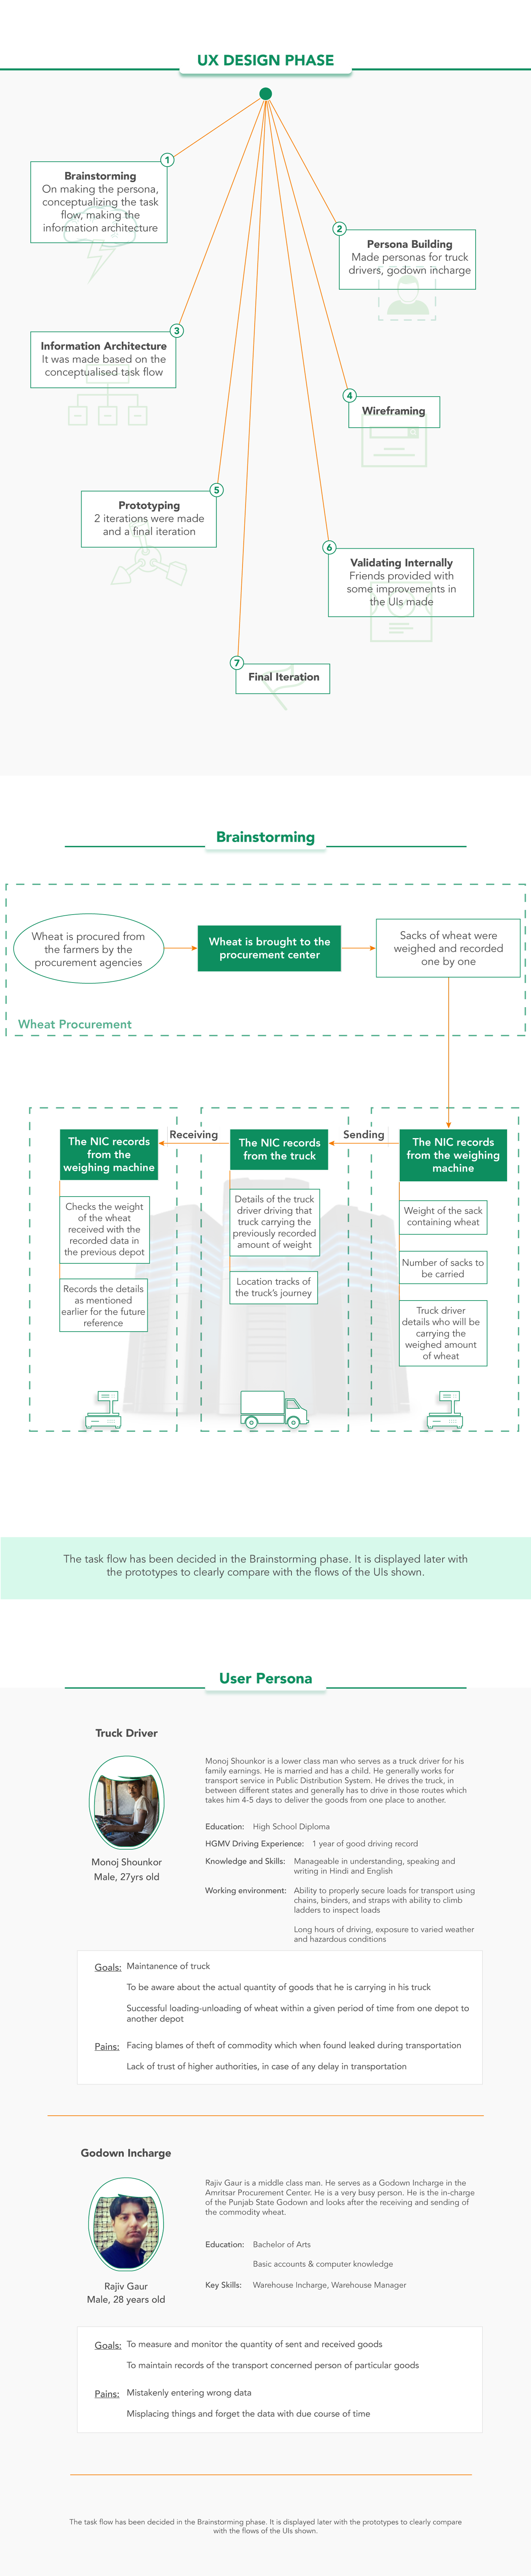 UX DESIGN PHASE
1
Brainstorming
On making the persona,
conceptualizing the task
flow, making the
information architecture
2
Persona Building
Made personas for truck
drivers, godown incharge
3
Information Architecture
It was made based on the
conceptualised task flow
4
Wireframing
5
Prototyping
2 iterations were made
and a final iteration
6
Validating Internally
Friends provided with
some improvements in
the UIs made
7
Final Iteration
Brainstorming
Wheat is procured from
the farmers by the
procurement agencies
Wheat is brought to the
procurement center
Sacks of wheat were
weighed and recorded
one by one
Wheat Procurement
The NIC records
from the
weighing machine
Receiving
The NIC records
from the truck
Sending
The NIC records
from the weighing
machine
Checks the weight
of the wheat
received with the
recorded data in
the previous depot
Records the details
as mentioned
earlier for the future
reference
Details of the truck
driver driving that
truck carrying the
previously recorded
amount of weight
Location tracks of
the truck's journey
Weight of the sack
containing wheat
Number of sacks to
be carried
Truck driver
details who will be
carrying the
weighed amount
of wheat
The task flow has been decided in the Brainstorming phase. It is displayed later with
the prototypes to clearly compare with the flows of the UIs shown.
User Persona
Truck Driver
Monoj Shounkor
Male, 27yrs old
Monoj Shounkor is a lower class man who serves as a truck driver for his
family earnings. He is married and has a child. He generally works for
transport service in Public Distribution System. He drives the truck, in
between different states and generally has to drive in those routes which
takes him 4-5 days to deliver the goods from one place to another.
Education: High School Diploma
HGMV Driving Experience: 1 year of good driving record
Knowledge and Skills: Manageable in understanding, speaking and
writing in Hindi and English
Working environment: Ability to properly secure loads for transport using
chains, binders, and straps with ability to climb
ladders to inspect loads
Long hours of driving, exposure to varied weather
and hazardous conditions
Goals: Maintanence of truck
To be aware about the actual quantity of goods that he is carrying in his truck
Successful loading-unloading of wheat within a given period of time from one depot to
another depot
Pains: Facing blames of theft of commodity which when found leaked during transportation
Lack of trust of higher authorities, in case of any delay in transportation
Godown Incharge
Rajiv Gaur
Male, 28 years old
Rajiv Gaur is a middle class man. He serves as a Godown Incharge in the
Amritsar Procurement Center. He is a very busy person. He is the in-charge
of the Punjab State Godown and looks after the receiving and sending of
the commodity wheat.
Education: Bachelor of Arts
Basic accounts & computer knowledge
Key Skills: Warehouse Incharge, Warehouse Manager
Goals: To measure and monitor the quantity of sent and received goods
To maintain records of the transport concerned person of particular goods
Pains: Mistakenly entering wrong data
Misplacing things and forget the data with due course of time
The task flow has been decided in the Brainstorming phase. It is displayed later with the prototypes to clearly compare
with the flows of the UIs shown.